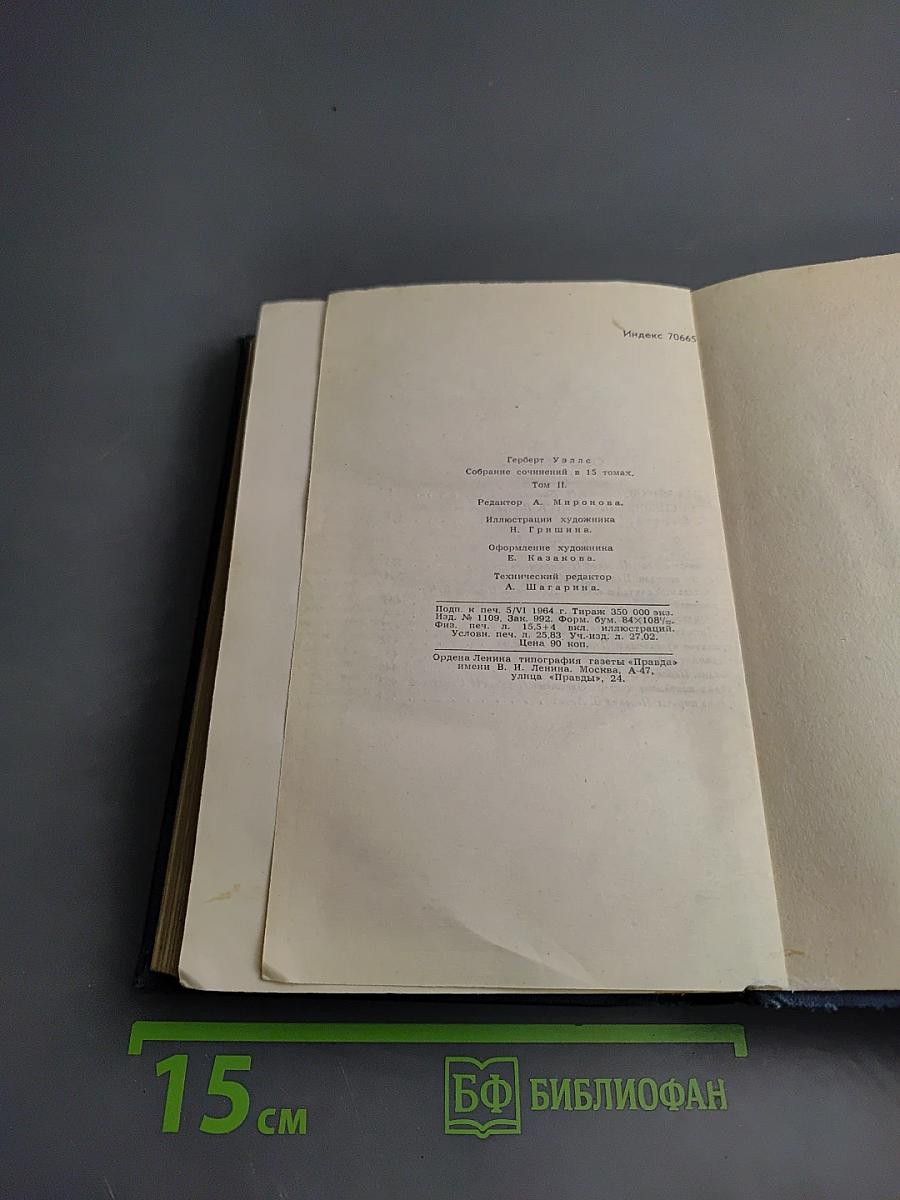 Индекс 70665
Герберт Уэллс
Собрание сочинений в 15 томах.
Том II.
Редактор А. Миронова.
Иллюстрации художника
Н. Гришина.
Оформление художника
Е. Казакова.
Технический редактор
А. Шагарина.
Подп. к печ. 5/VI 1964 г. Тираж 350 000 экз.
Изд. № 1109. Зак. 992. Форм. бум. 84×108¹/₃₂.
Физ. печ. л. 15,5+4 вкл. иллюстраций.
Условн. печ. л. 25,83 Уч.-изд. л. 27.02.
Цена 90 коп.
Ордена Ленина типография газеты «Правда»
имени В. И. Ленина. Москва, А-47,
улица «Правды», 24.
15 см
БФ БИБЛИОФАН